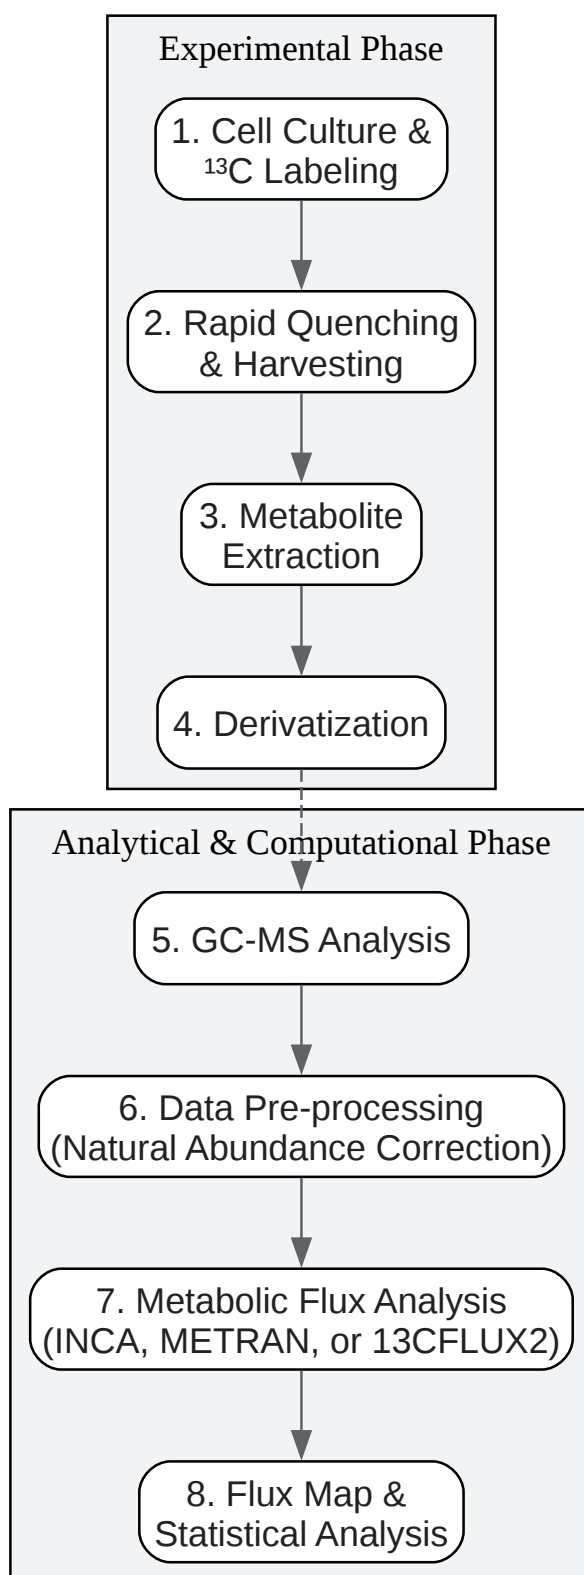 Experimental Phase
1. Cell Culture &
¹³C Labeling
2. Rapid Quenching
& Harvesting
3. Metabolite
Extraction
4. Derivatization
Analytical & Computational Phase
5. GC-MS Analysis
6. Data Pre-processing
(Natural Abundance Correction)
7. Metabolic Flux Analysis
(INCA, METRAN, or 13CFLUX2)
8. Flux Map &
Statistical Analysis